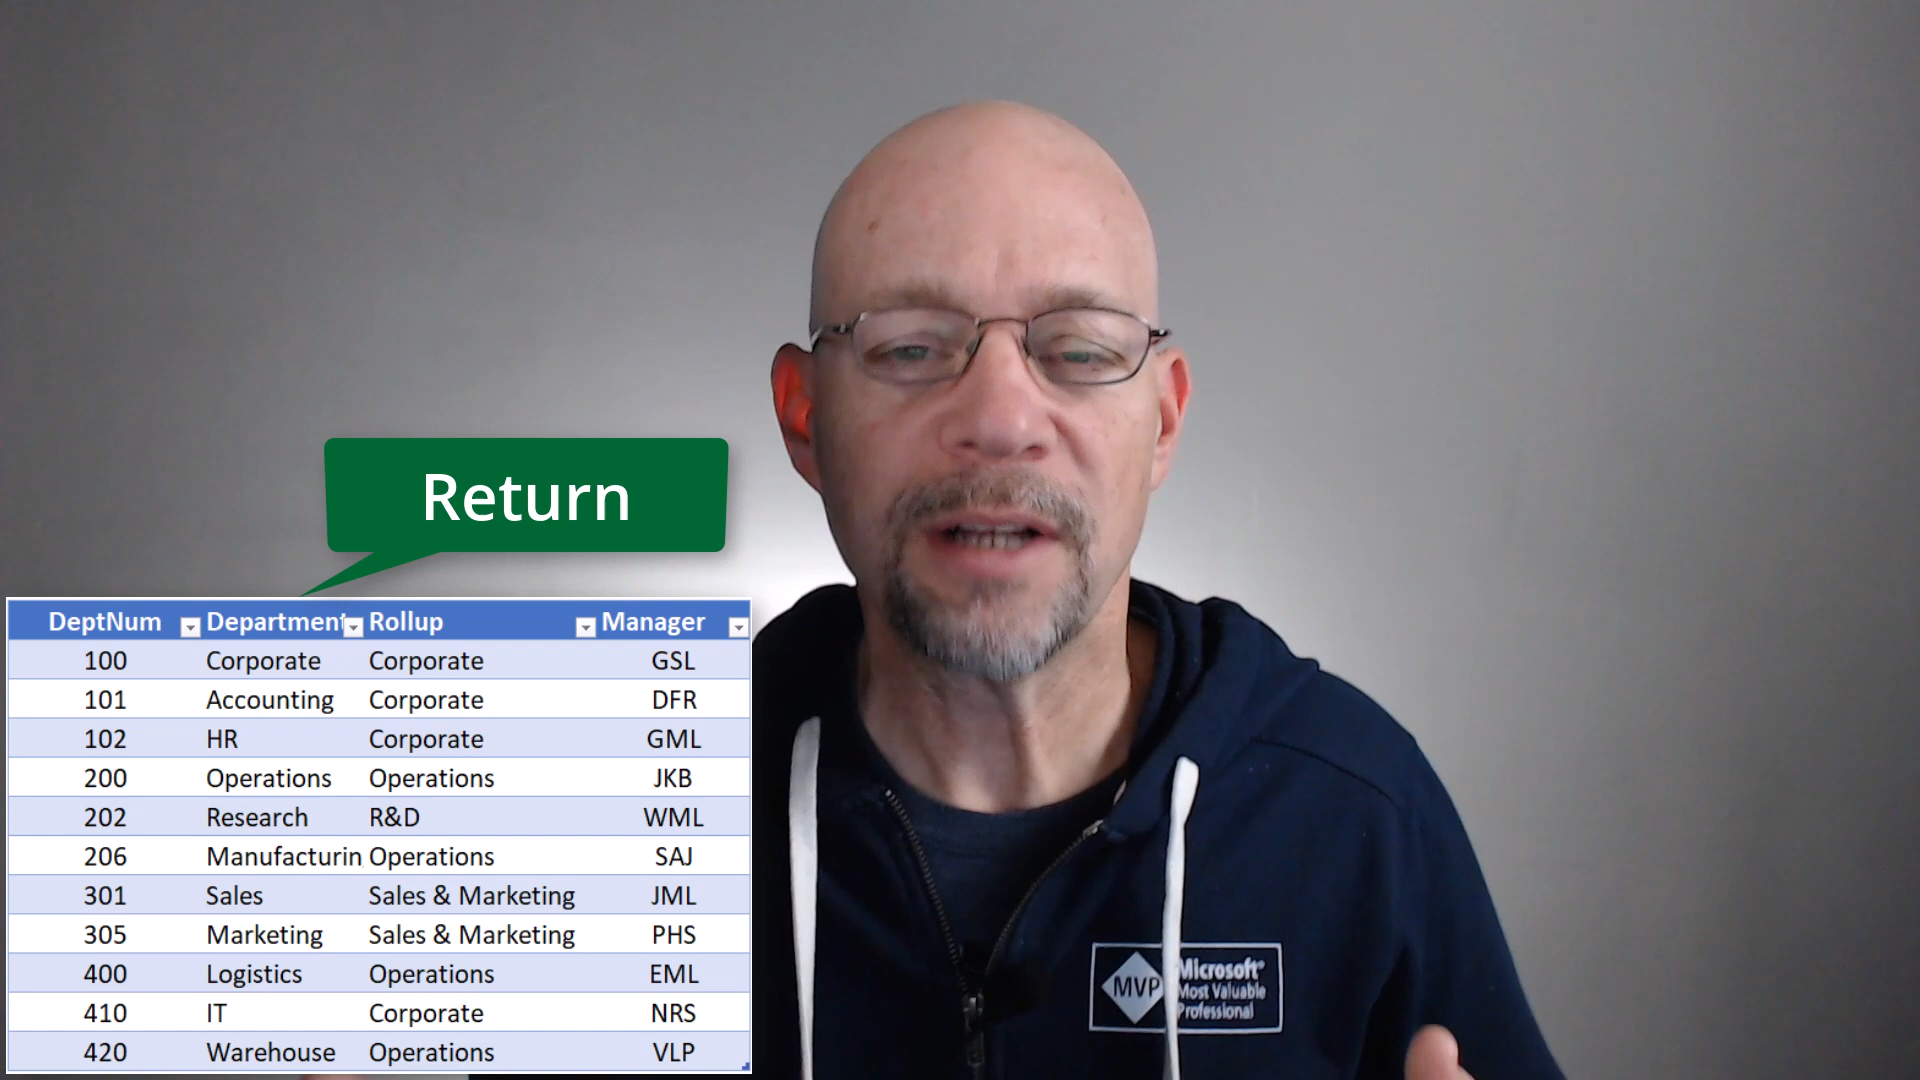 Return
DeptNum Department Rollup Manager
100 Corporate Corporate GSL
101 Accounting Corporate DFR
102 HR Corporate GML
200 Operations Operations JKB
202 Research R&D WML
206 Manufacturin Operations SAJ
301 Sales Sales & Marketing JML
305 Marketing Sales & Marketing PHS
400 Logistics Operations EML
410 IT Corporate NRS
420 Warehouse Operations VLP
MVP
Microsoft®
Most Valuable
Professional